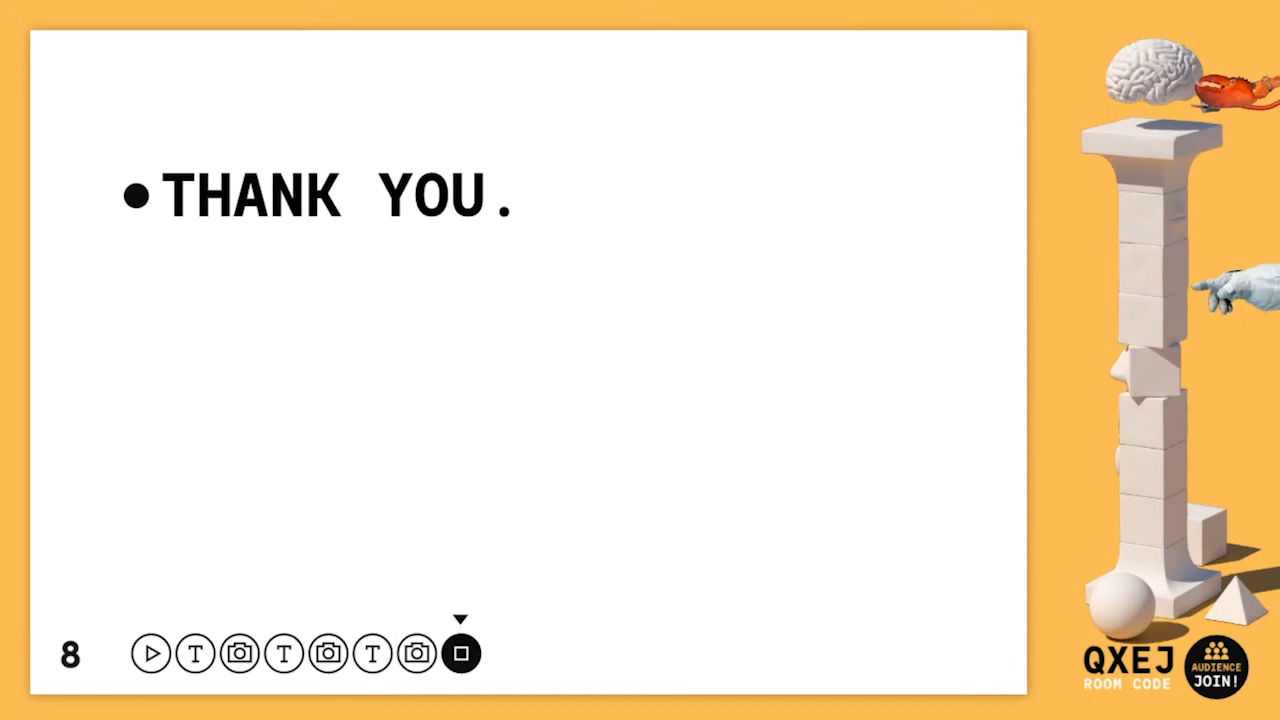 • THANK YOU.
8 T T T
QXEJ
ROOM CODE
AUDIENCE
JOIN!